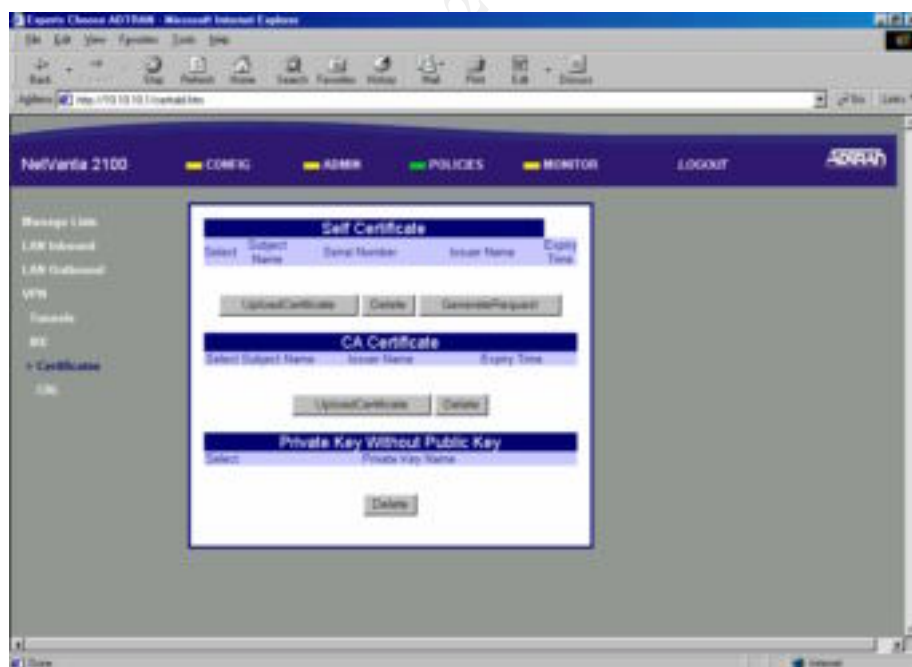 Experts Choose ADTRAN - Microsoft Internet Explorer
File Edit View Favorites Tools Help
Back Stop Refresh Home Search Favorites History Mail Print Edit Discuss
Address Go Links
NetVanta 2100 CONFIG ADMIN POLICIES MONITOR LOGOUT ADTRAN
Manage Lists
LAN Inbound
LAN Outbound
VPN
Tunnels
IKE
> Certificates
CRL
Self Certificate
Select Subject Name Serial Number Issuer Name Expiry Time
UploadCertificate Delete GenerateRequest
CA Certificate
Select Subject Name Issuer Name Expiry Time
UploadCertificate Delete
Private Key Without Public Key
Select Private Key Name
Delete
Done Internet